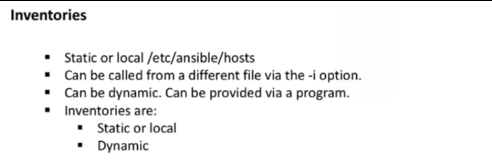 Inventories
▪ Static or local /etc/ansible/hosts
▪ Can be called from a different file via the -i option.
▪ Can be dynamic. Can be provided via a program.
▪ Inventories are:
▪ Static or local
▪ Dynamic